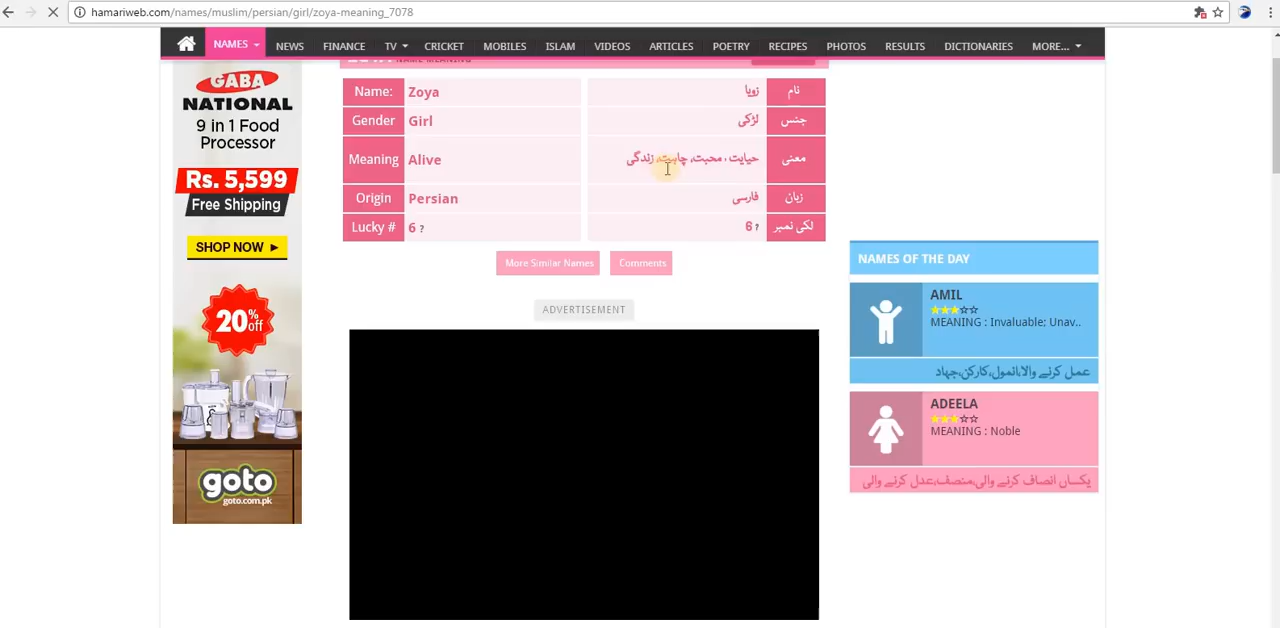 hamariweb.com/names/muslim/persian/girl/zoya-meaning_7078
NAMES NEWS FINANCE TV CRICKET MOBILES ISLAM VIDEOS ARTICLES POETRY RECIPES PHOTOS RESULTS DICTIONARIES MORE...
GABA
NATIONAL
9 in 1 Food
Processor
Rs. 5,599
Free Shipping
SHOP NOW ►
20% off
goto
goto.com.pk
NAME MEANING
Name: Zoya زویا نام
Gender Girl لڑکی جنس
Meaning Alive حیایت ، محبت، چاہت، زندگی معنی
Origin Persian فارسی زبان
Lucky # 6 ? 6 ? لکی نمبر
More Similar Names Comments
ADVERTISEMENT
NAMES OF THE DAY
AMIL
★★★☆☆
MEANING : Invaluable; Unav..
عمل کرنے والا،انمول،کارکن،جہاد
ADEELA
★★★☆☆
MEANING : Noble
یکساں انصاف کرنے والی،منصف،عدل کرنے والی